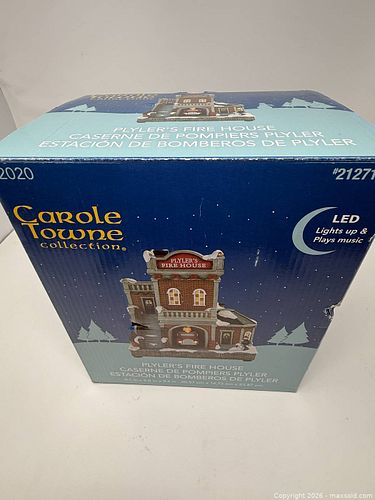 PLYLER'S FIRE HOUSE
CASERNE DE POMPIERS PLYLER
ESTACIÓN DE BOMBEROS DE PLYLER
2020
#21271
CAROLE
TOWNE
collection®
LED
Lights up &
Plays music
PLYLER'S
FIRE HOUSE
PLYLER'S FIRE HOUSE
CASERNE DE POMPIERS PLYLER
ESTACIÓN DE BOMBEROS DE PLYLER
Copyright 2026 - maxsold.com